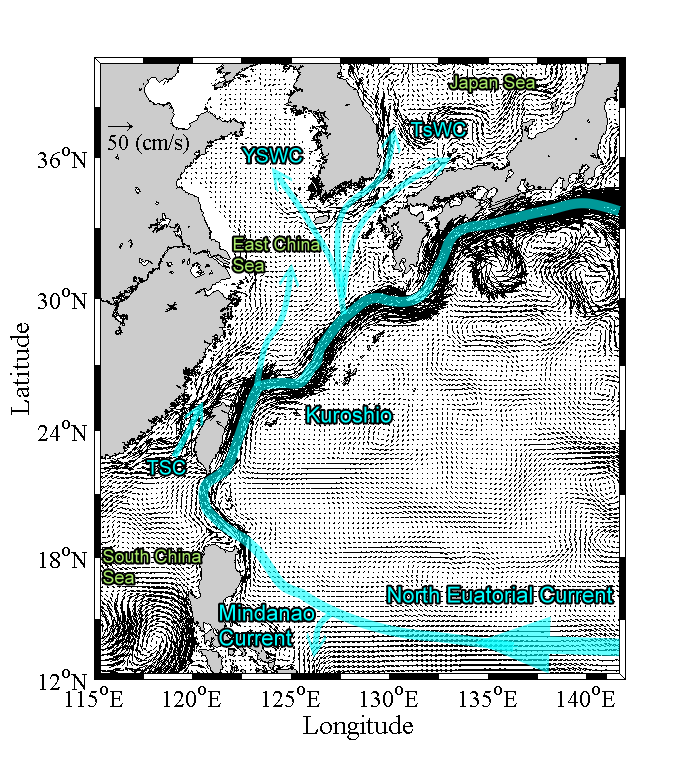 Japan Sea
TsWC
50 (cm/s)
YSWC
36°N
East China
Sea
30°N
Latitude
Kuroshio
24°N
TSC
18°N
South China
Sea
North Euatorial Current
Mindanao
Current
12°N
115°E
120°E
125°E
130°E
135°E
140°E
Longitude